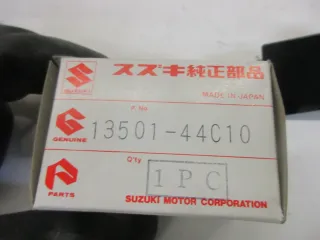 スズキ純正部品
SUZUKI
MADE IN JAPAN
P. No
GENUINE
13501-44C10
Q'ty
1PC
PARTS
SUZUKI MOTOR CORPORATION